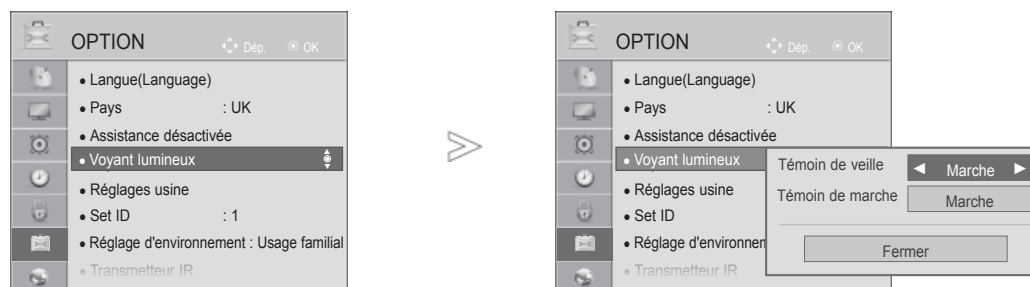 OPTION
Dép. OK
• Langue(Language)
• Pays : UK
• Assistance désactivée
• Voyant lumineux
• Réglages usine
• Set ID : 1
• Réglage d'environnement : Usage familial
• Transmetteur IR
OPTION
Dép. OK
• Langue(Language)
• Pays : UK
• Assistance désactivée
• Voyant lumineux
• Réglages usine
• Set ID
• Réglage d'environnen
• Transmetteur IR
Témoin de veille ◀ Marche ▶
Témoin de marche Marche
Fermer